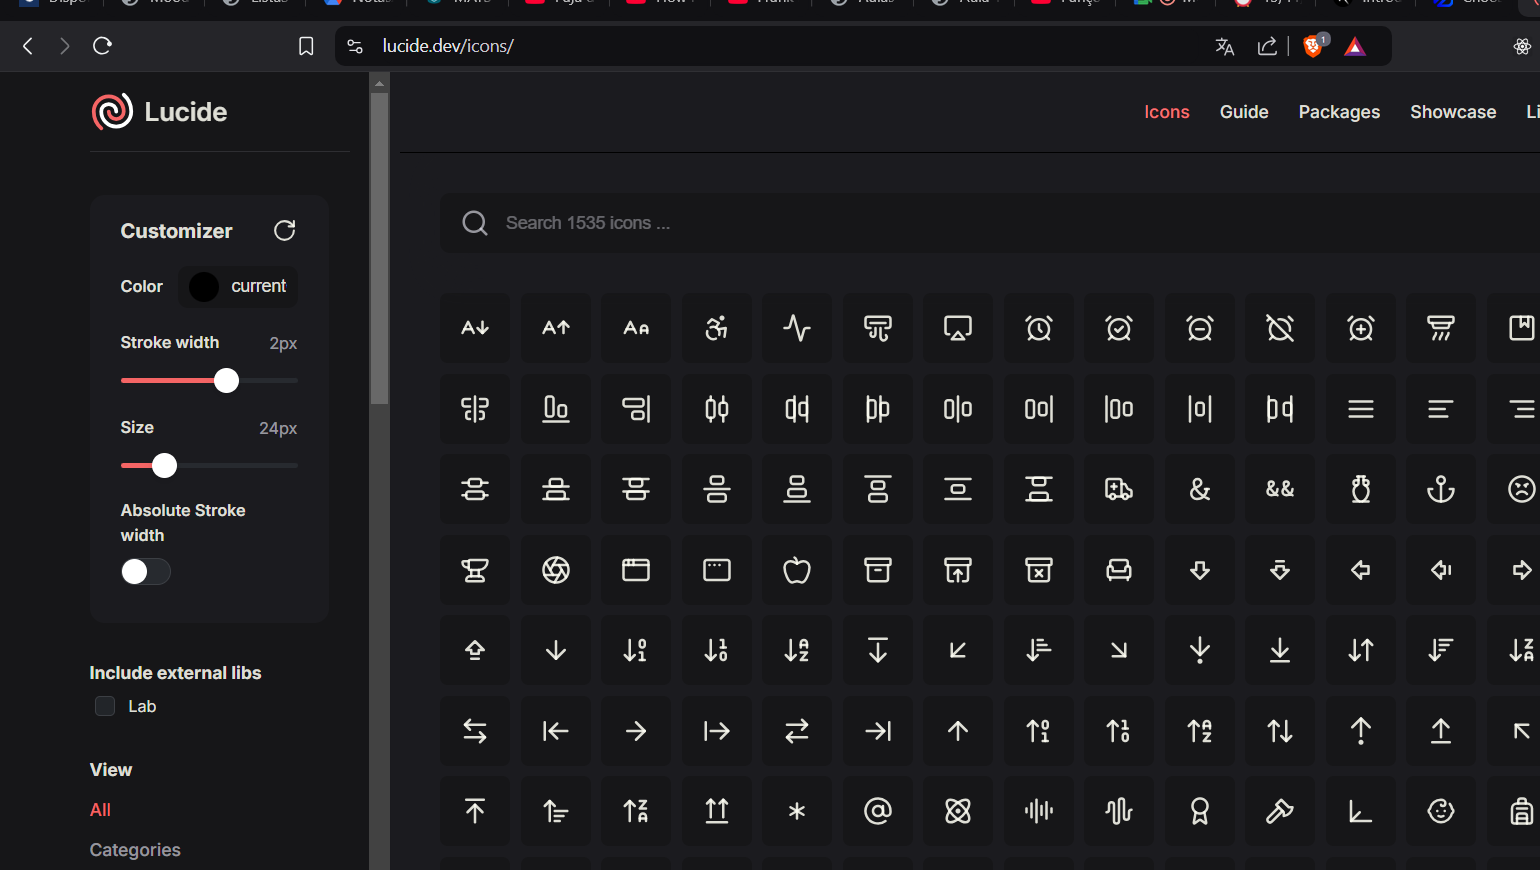 lucide.dev/icons/
1
Lucide
Icons
Guide
Packages
Showcase
Customizer
Search 1535 icons ...
Color
current
Stroke width
2px
Size
24px
Absolute Stroke
width
Include external libs
Lab
View
All
Categories